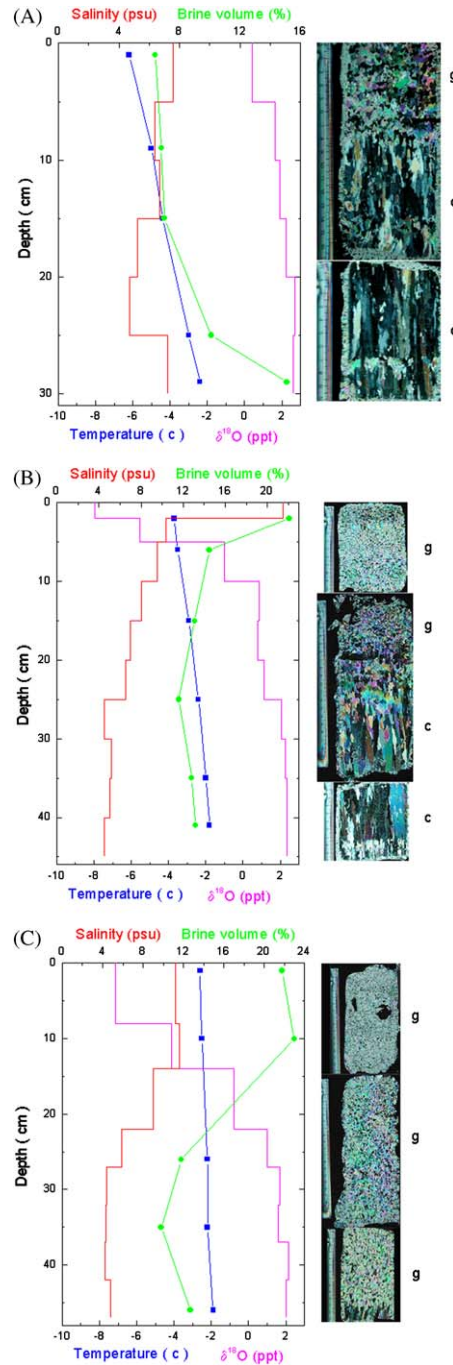 (A)
Salinity (psu) Brine volume (%)
0 5 10 15
0
10
20
30
Depth ( cm )
-10 -8 -6 -4 -2 0 2
Temperature ( c ) δ18O (ppt)
g
c
c
(B)
Salinity (psu) Brine volume (%)
0 4 8 12 16 20
0
10
20
30
40
Depth ( cm )
-10 -8 -6 -4 -2 0 2
Temperature ( c ) δ18O (ppt)
g
g
c
c
(C)
Salinity (psu) Brine volume (%)
0 4 8 12 16 20 24
0
10
20
30
40
Depth ( cm )
-10 -8 -6 -4 -2 0 2
Temperature ( c ) δ18O (ppt)
g
g
g